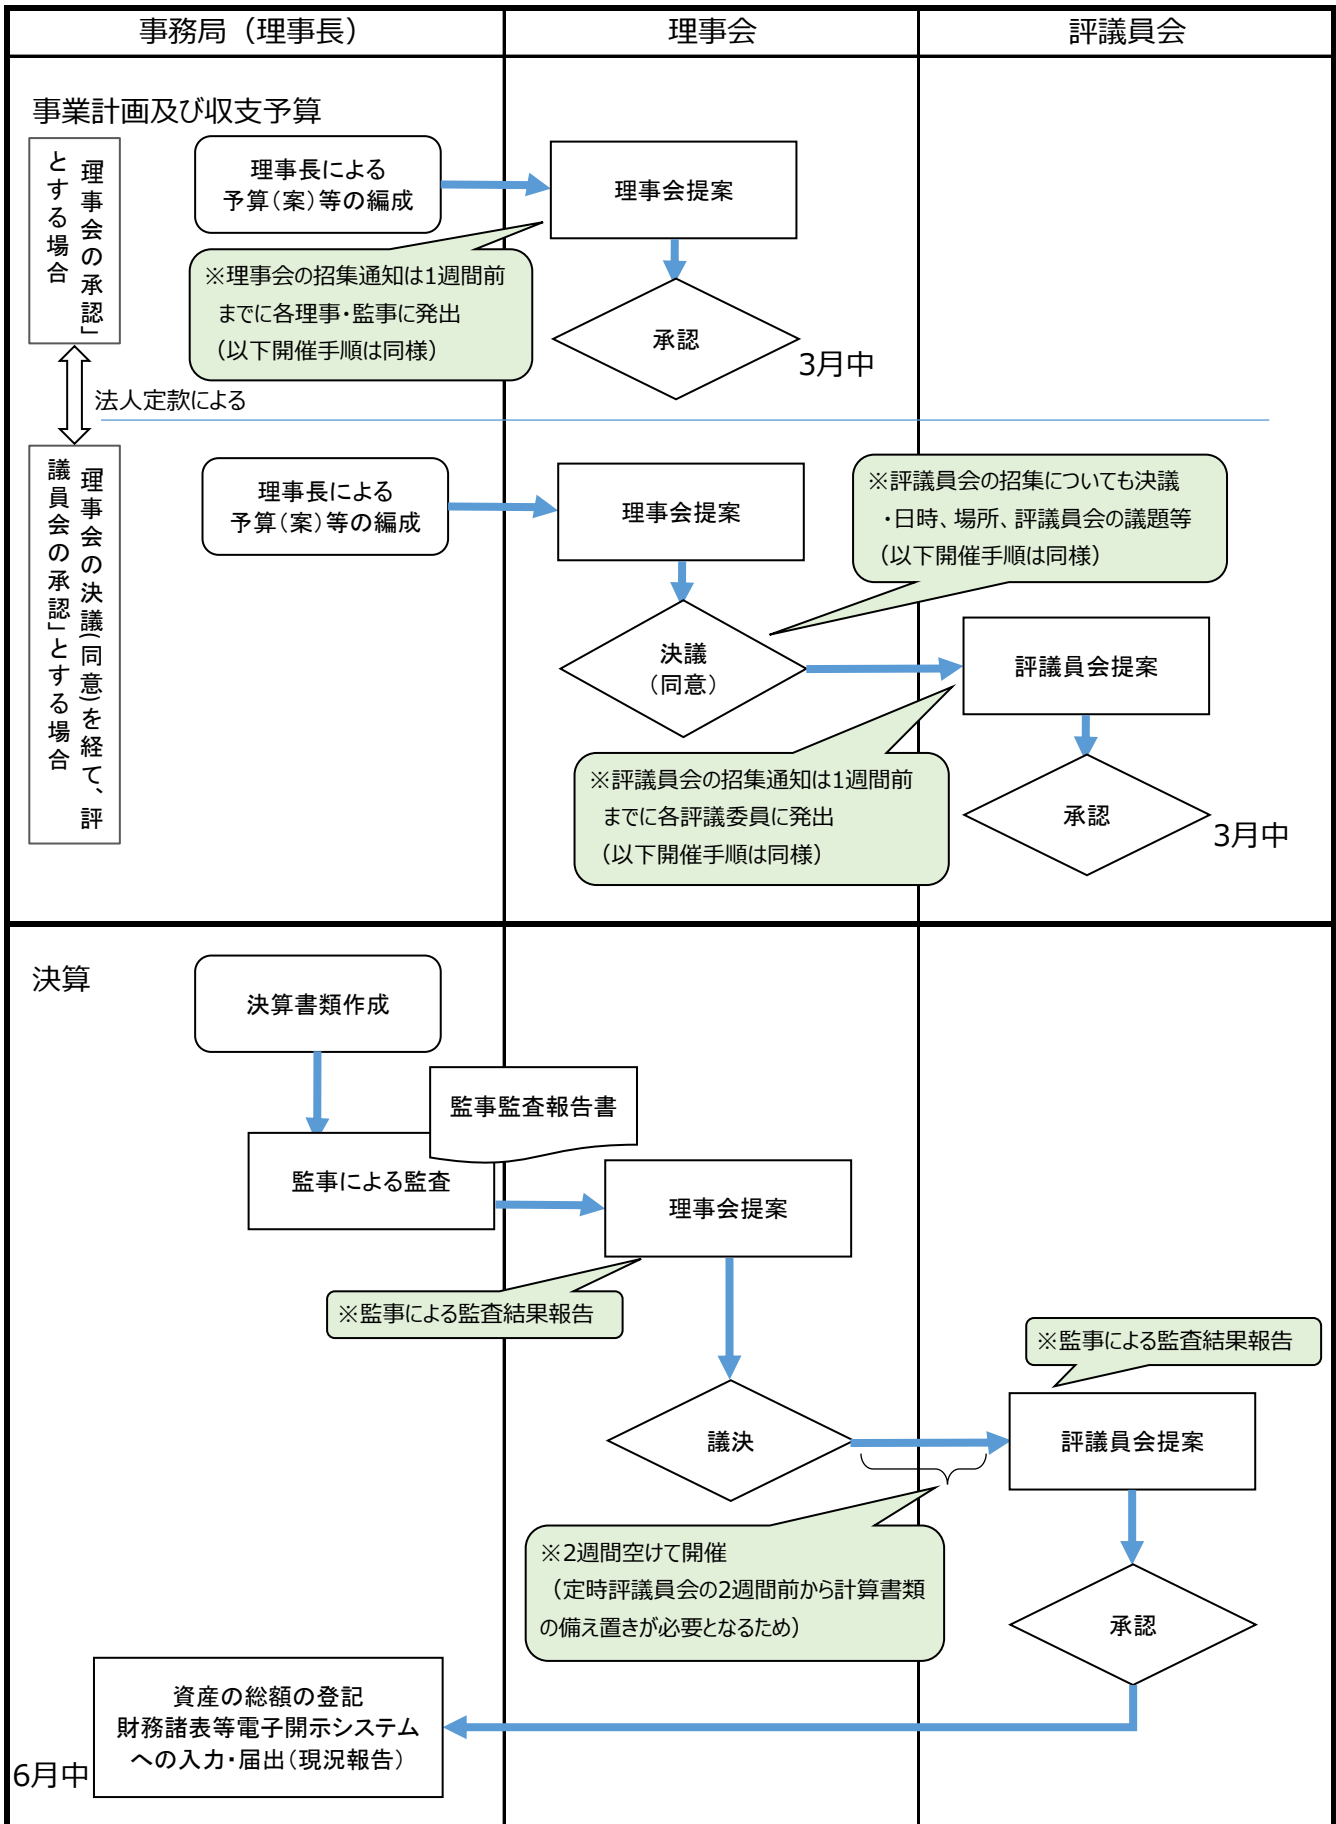 事務局（理事長）
理事会
評議員会
事業計画及び収支予算
「理事会の承認」
とする場合
理事長による
予算（案）等の編成
理事会提案
※理事会の招集通知は1週間前
までに各理事・監事に発出
（以下開催手順は同様）
承認
3月中
法人定款による
「理事会の決議（同意）を経て、評
議員会の承認」とする場合
理事長による
予算（案）等の編成
理事会提案
※評議員会の招集についても決議
・日時、場所、評議員会の議題等
（以下開催手順は同様）
決議
（同意）
評議員会提案
※評議員会の招集通知は1週間前
までに各評議委員に発出
（以下開催手順は同様）
承認
3月中
決算
決算書類作成
監事監査報告書
監事による監査
理事会提案
※監事による監査結果報告
※監事による監査結果報告
議決
評議員会提案
※2週間空けて開催
（定時評議員会の2週間前から計算書類
の備え置きが必要となるため）
承認
資産の総額の登記
財務諸表等電子開示システム
への入力・届出（現況報告）
6月中